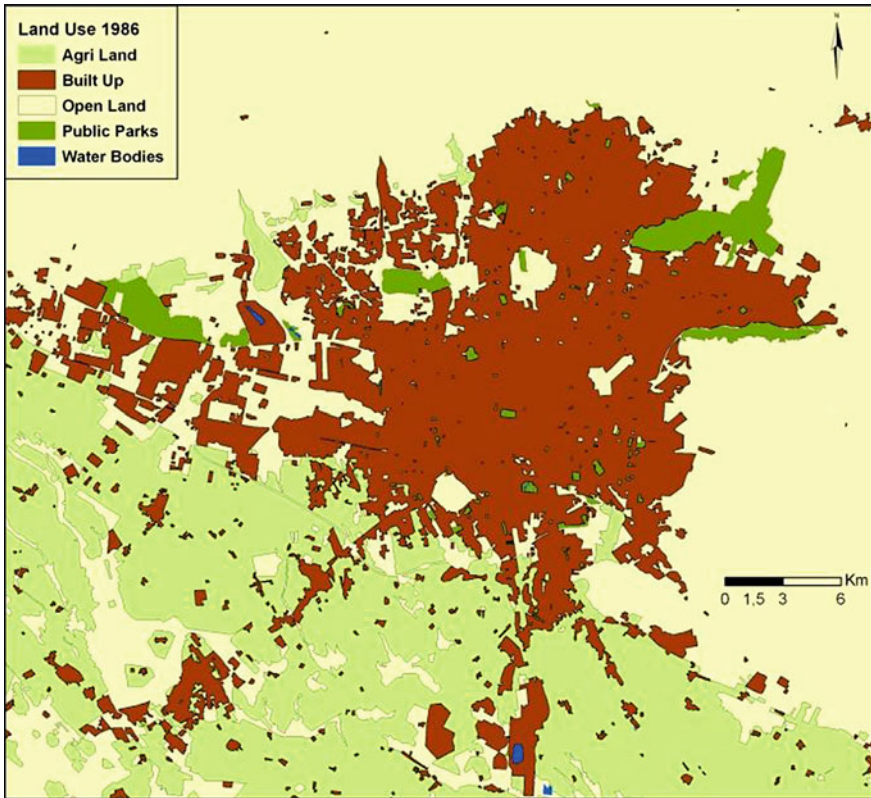 Land Use 1986
Agri Land
Built Up
Open Land
Public Parks
Water Bodies
N
Km
0 1,5 3 6